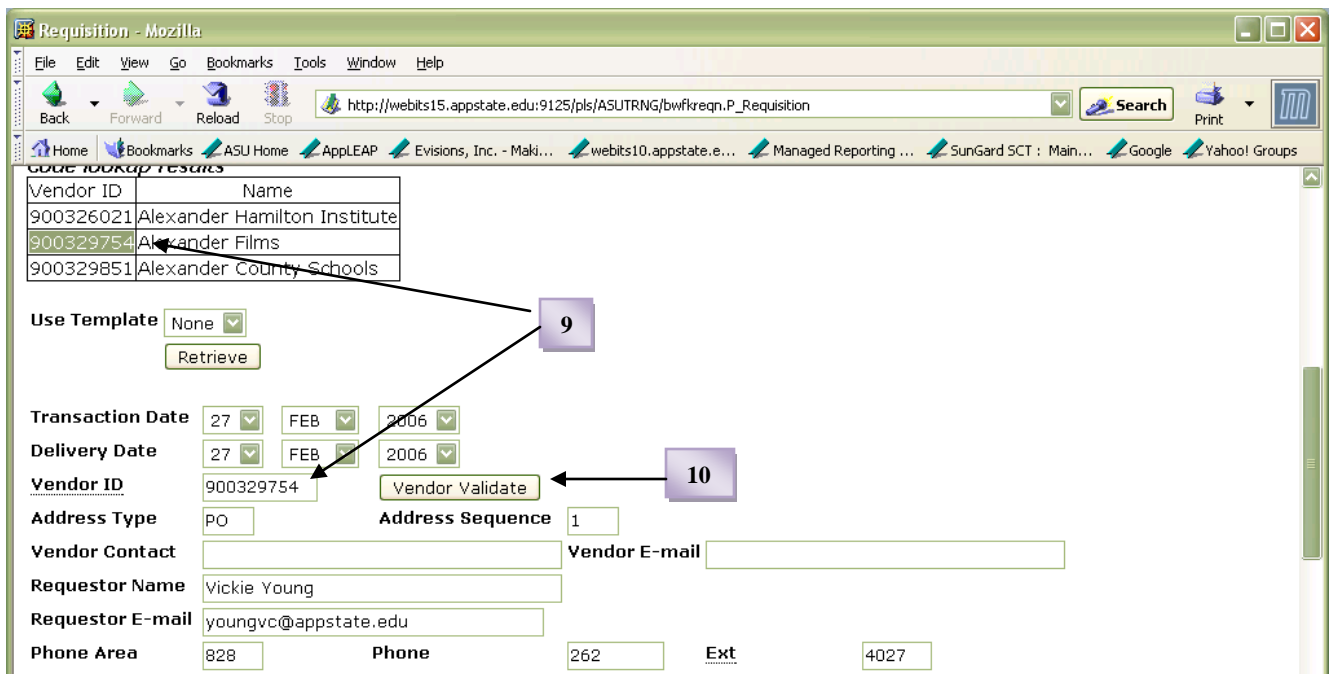 Requisition - Mozilla
File Edit View Go Bookmarks Tools Window Help
Back Forward Reload Stop http://webits15.appstate.edu:9125/pls/ASUTRNG/bwfkreqn.P_Requisition Search Print
Home Bookmarks ASU Home AppLEAP Evisions, Inc. - Maki... webits10.appstate.e... Managed Reporting ... SunGard SCT : Main... Google Yahoo! Groups
Code lookup results
Vendor ID Name
900326021 Alexander Hamilton Institute
900329754 Alexander Films
900329851 Alexander County Schools
9
Use Template None
Retrieve
Transaction Date 27 FEB 2006
Delivery Date 27 FEB 2006
Vendor ID 900329754 Vendor Validate 10
Address Type PO Address Sequence 1
Vendor Contact Vendor E-mail
Requestor Name Vickie Young
Requestor E-mail youngvc@appstate.edu
Phone Area 828 Phone 262 Ext 4027